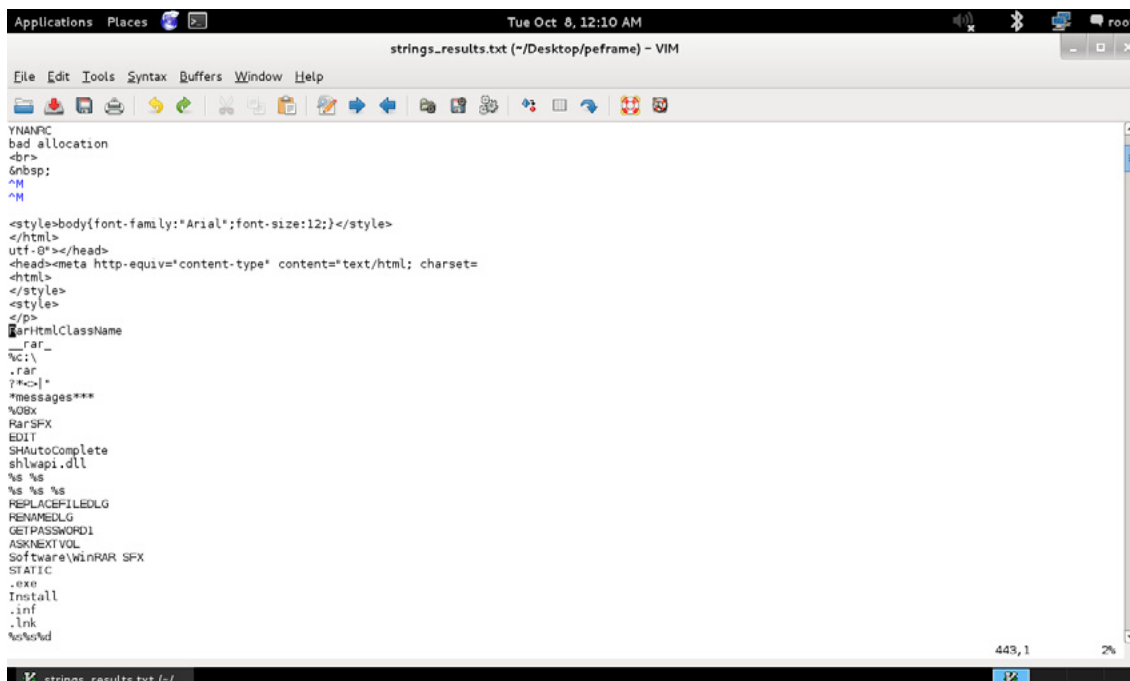 Applications Places Tue Oct 8, 12:10 AM roo
strings_results.txt (~/Desktop/peframe) - VIM
File Edit Tools Syntax Buffers Window Help
YNANRC
bad allocation
<br>
&nbsp;
^M
^M
<style>body{font-family:"Arial";font-size:12;}</style>
</html>
utf-8"></head>
<head><meta http-equiv="content-type" content="text/html; charset=
<html>
</style>
<style>
</p>
RarHtmlClassName
__rar_
%c:\
.rar
?*<>|"
*messages***
%08x
RarSFX
EDIT
SHAutoComplete
shlwapi.dll
%s %s
%s %s %s
REPLACEFILEDLG
RENAMEDLG
GETPASSWORD1
ASKNEXTVOL
Software\WinRAR SFX
STATIC
.exe
Install
.inf
.lnk
%s%s%d
443,1 2%
strings_results.txt (~/...